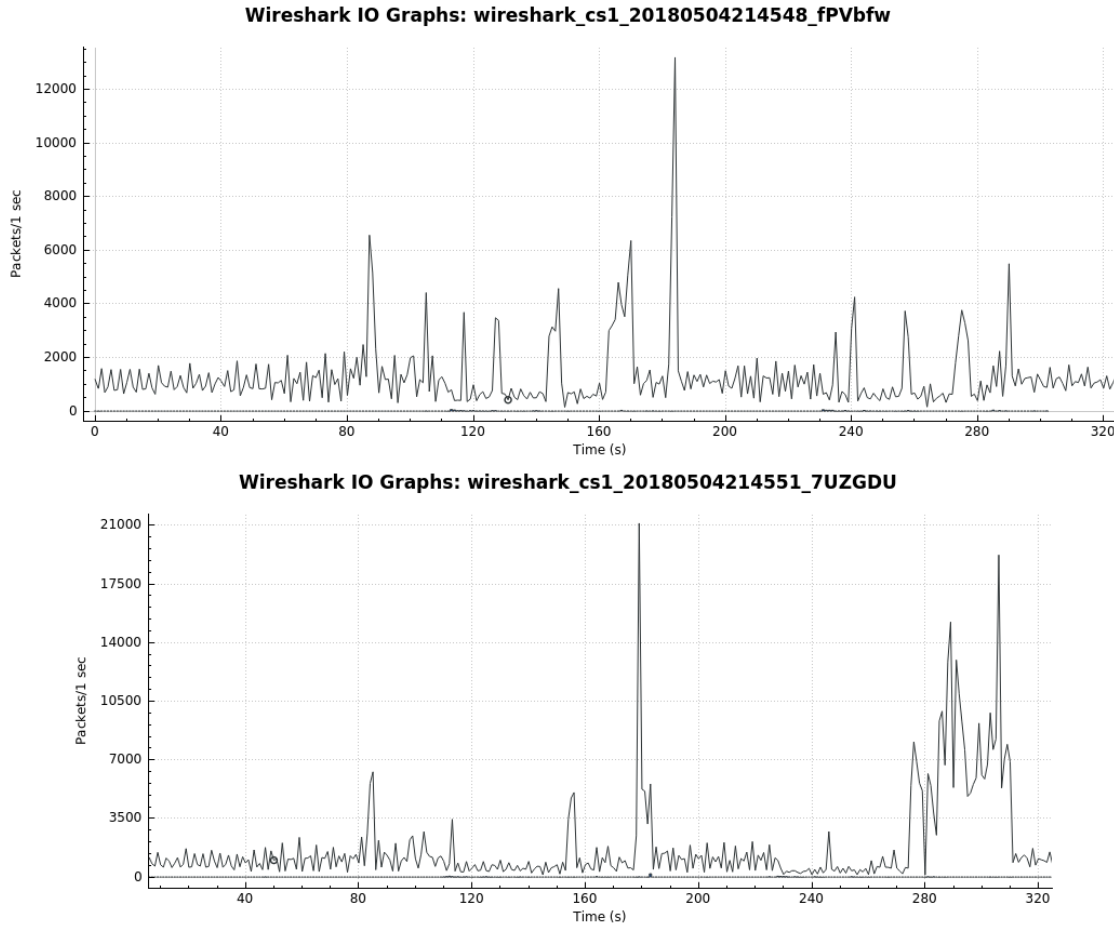 Wireshark IO Graphs: wireshark_cs1_20180504214548_fPVbfw
12000
10000
8000
6000
4000
2000
0
Packets/1 sec
0 40 80 120 160 200 240 280 320
Time (s)
Wireshark IO Graphs: wireshark_cs1_20180504214551_7UZGDU
21000
17500
14000
10500
7000
3500
0
Packets/1 sec
40 80 120 160 200 240 280 320
Time (s)